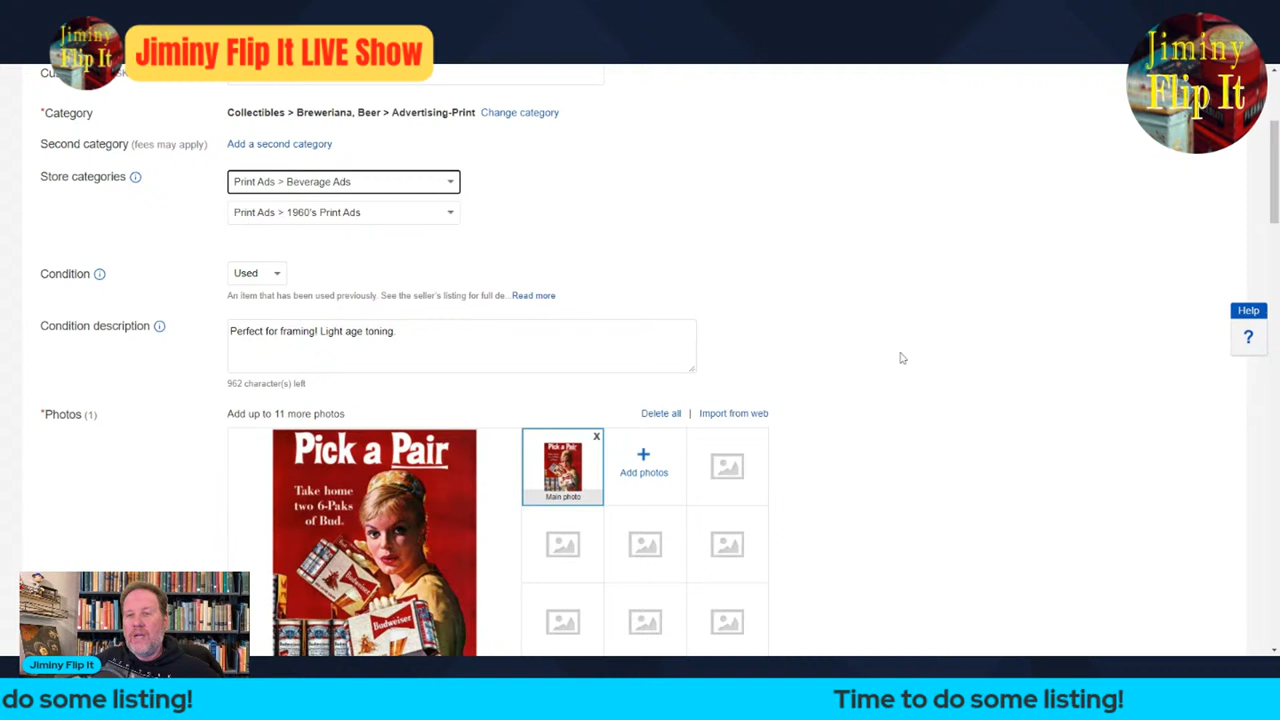 Jiminy Flip It
Jiminy Flip It LIVE Show
Jiminy
Flip It
*Category
Collectibles > Breweriana, Beer > Advertising-Print Change category
Second category (fees may apply)
Add a second category
Store categories
Print Ads > Beverage Ads
Print Ads > 1960's Print Ads
Condition
Used
An item that has been used previously. See the seller's listing for full de...Read more
Help
?
Condition description
Perfect for framing! Light age toning.
962 character(s) left
*Photos (1)
Add up to 11 more photos
Delete all | Import from web
Pick a Pair
Take home
two 6-Paks
of Bud.
Budweiser
Budweiser
Pick a Pair
X
Main photo
+
Add photos
Jiminy Flip It
do some listing!
Time to do some listing!